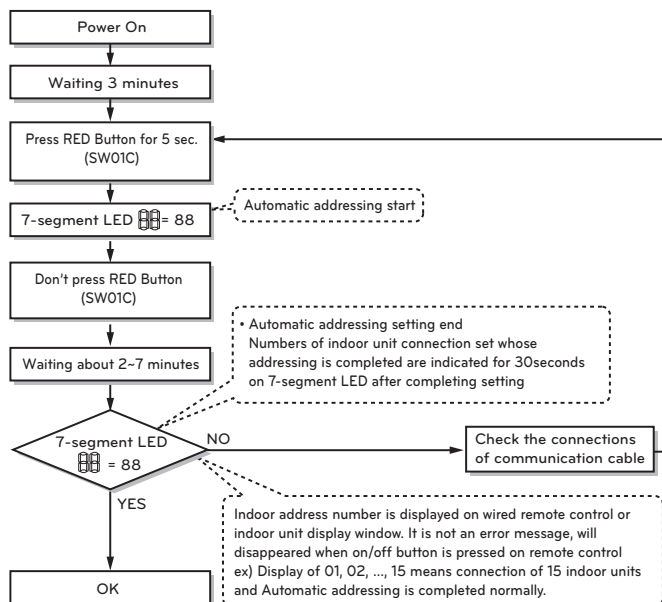 Power On
Waiting 3 minutes
Press RED Button for 5 sec.
(SW01C)
7-segment LED 88 = 88
Automatic addressing start
Don't press RED Button
(SW01C)
• Automatic addressing setting end
Numbers of indoor unit connection set whose
addressing is completed are indicated for 30seconds
on 7-segment LED after completing setting
Waiting about 2~7 minutes
7-segment LED
88 = 88
NO
Check the connections
of communication cable
YES
Indoor address number is displayed on wired remote control or
indoor unit display window. It is not an error message, will
disappeared when on/off button is pressed on remote control
ex) Display of 01, 02, ..., 15 means connection of 15 indoor units
and Automatic addressing is completed normally.
OK